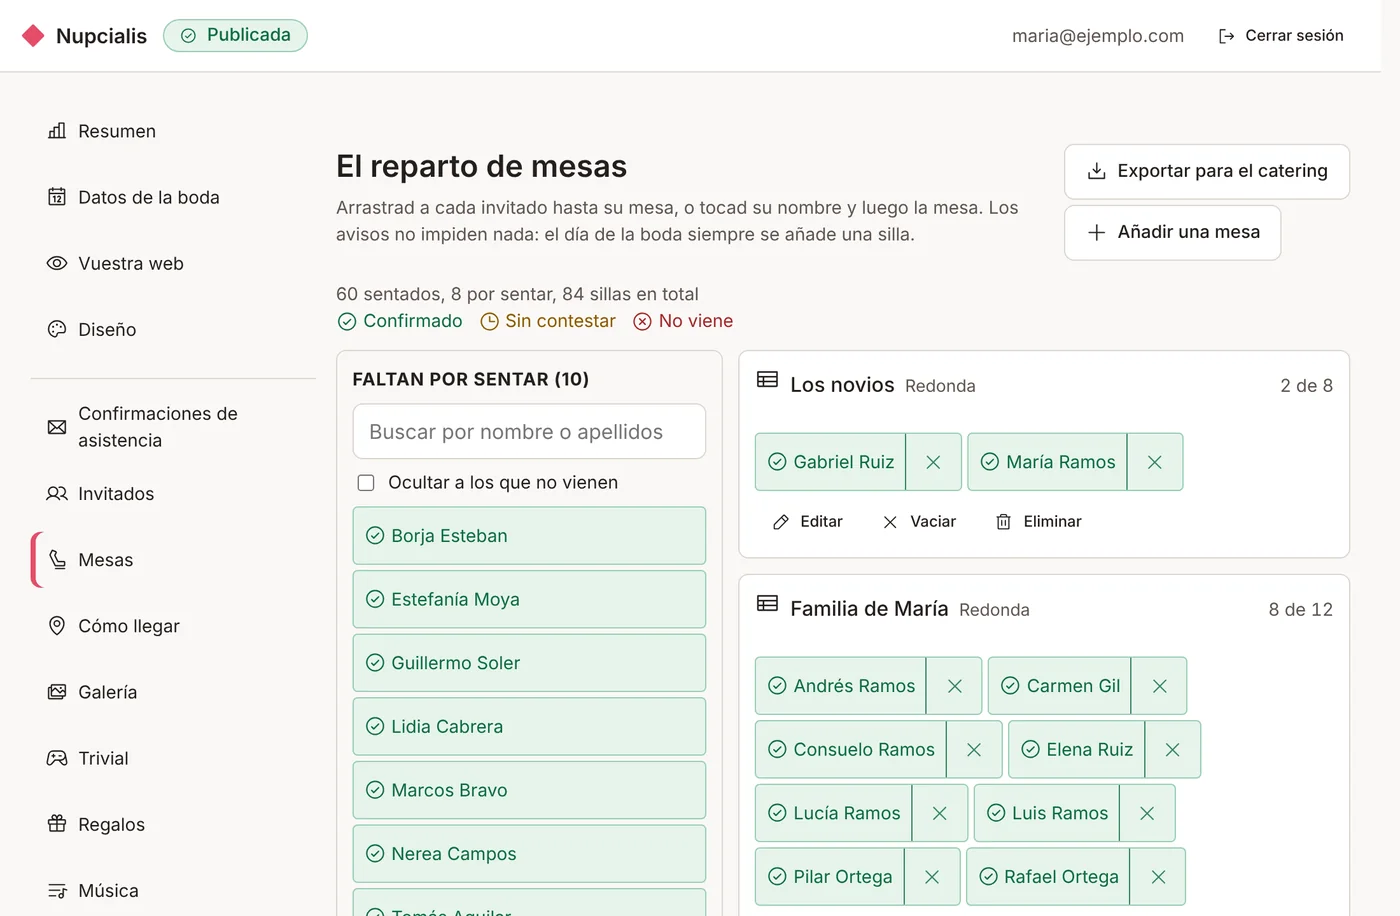 Nupcialis
Publicada
maria@ejemplo.com
Cerrar sesión
Resumen
Datos de la boda
Vuestra web
Diseño
Confirmaciones de
asistencia
Invitados
Mesas
Cómo llegar
Galería
Trivial
Regalos
Música
El reparto de mesas
Arrastrad a cada invitado hasta su mesa, o tocad su nombre y luego la mesa. Los
avisos no impiden nada: el día de la boda siempre se añade una silla.
Exportar para el catering
Añadir una mesa
60 sentados, 8 por sentar, 84 sillas en total
Confirmado Sin contestar No viene
FALTAN POR SENTAR (10)
Buscar por nombre o apellidos
Ocultar a los que no vienen
Borja Esteban
Estefanía Moya
Guillermo Soler
Lidia Cabrera
Marcos Bravo
Nerea Campos
Tomás Aguilar
Los novios Redonda 2 de 8
Gabriel Ruiz María Ramos
Editar Vaciar Eliminar
Familia de María Redonda 8 de 12
Andrés Ramos Carmen Gil
Consuelo Ramos Elena Ruiz
Lucía Ramos Luis Ramos
Pilar Ortega Rafael Ortega